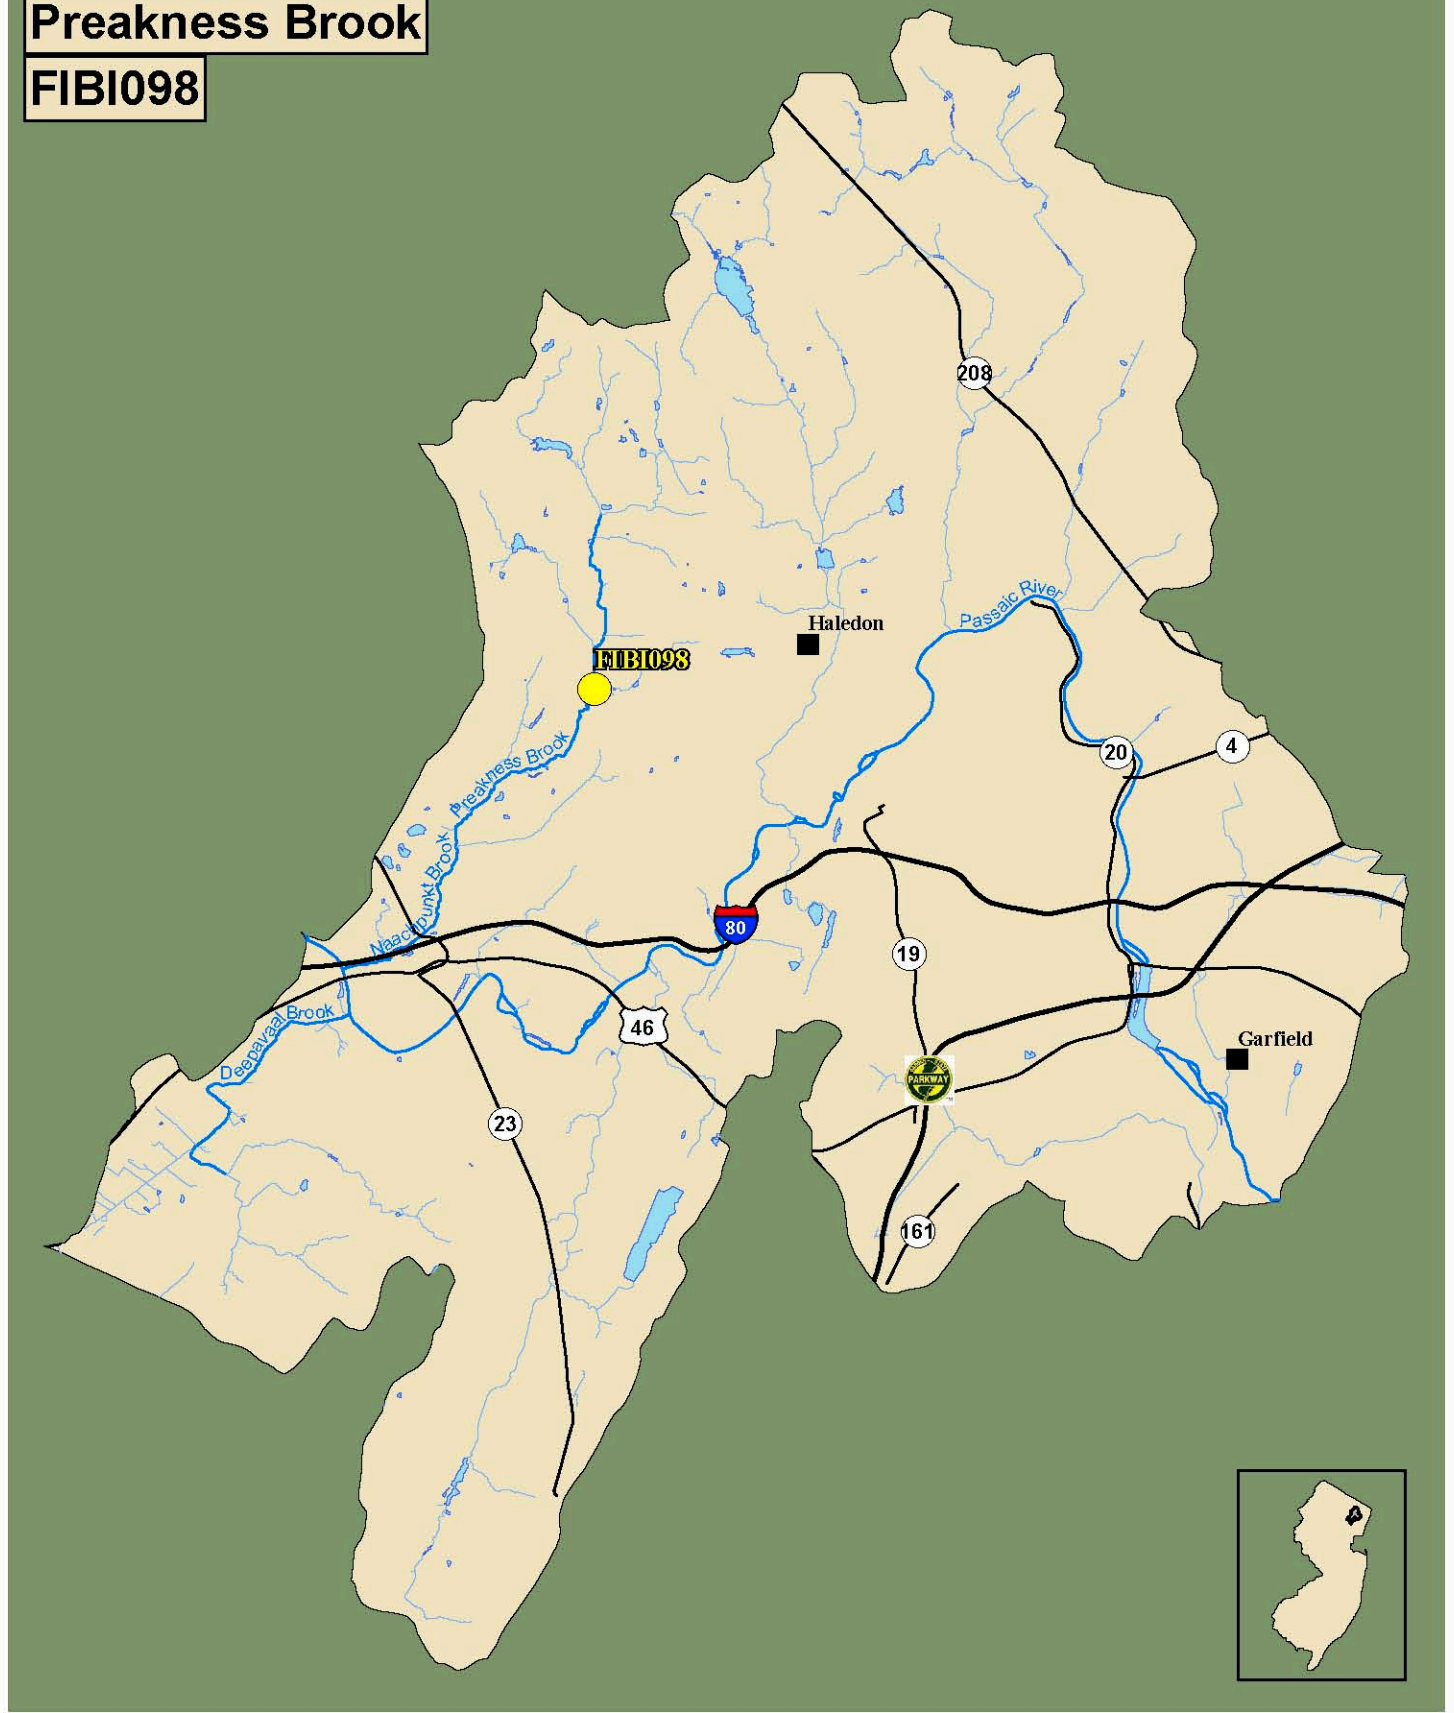 Preakness Brook
FIBI098
208
Passaic River
Haledon
FIBI098
20
4
Preakness Brook
Naachpunkt Brook
80
19
46
Deepavaal Brook
Garfield
PARKWAY
23
161